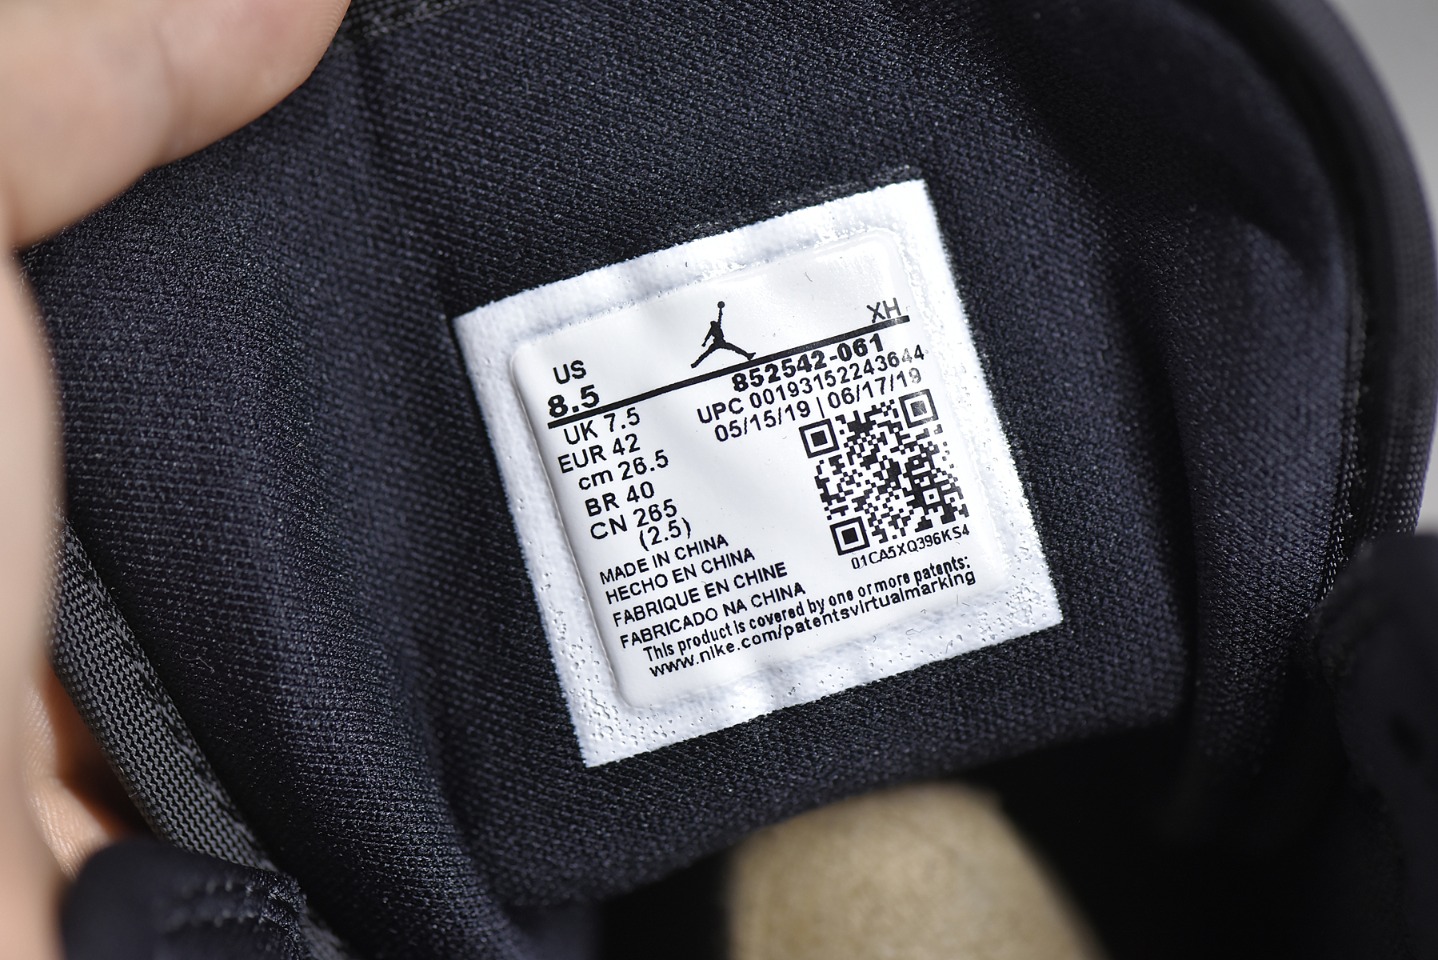 US
8.5
XH
UK 7.5
EUR 42
cm 26.5
BR 40
CN 265
(2.5)
852542-061
UPC 00193152243644
05/15/19 | 06/17/19
01CA5XQ396KS4
MADE IN CHINA
HECHO EN CHINA
FABRIQUE EN CHINE
FABRICADO NA CHINA
This product is covered by one or more patents:
www.nike.com/patentsvirtualmarking